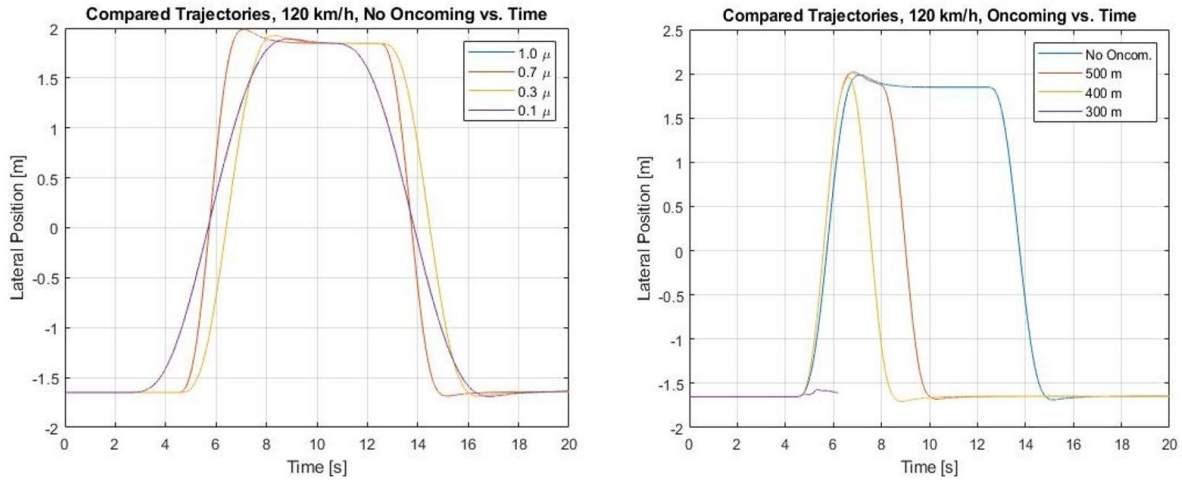 Compared Trajectories, 120 km/h, No Oncoming vs. Time
2
1.5
1
0.5
0
-0.5
-1
-1.5
-2
Lateral Position [m]
1.0 μ
0.7 μ
0.3 μ
0.1 μ
0 2 4 6 8 10 12 14 16 18 20
Time [s]
Compared Trajectories, 120 km/h, Oncoming vs. Time
2.5
2
1.5
1
0.5
0
-0.5
-1
-1.5
-2
Lateral Position [m]
No Oncom.
500 m
400 m
300 m
0 2 4 6 8 10 12 14 16 18 20
Time [s]